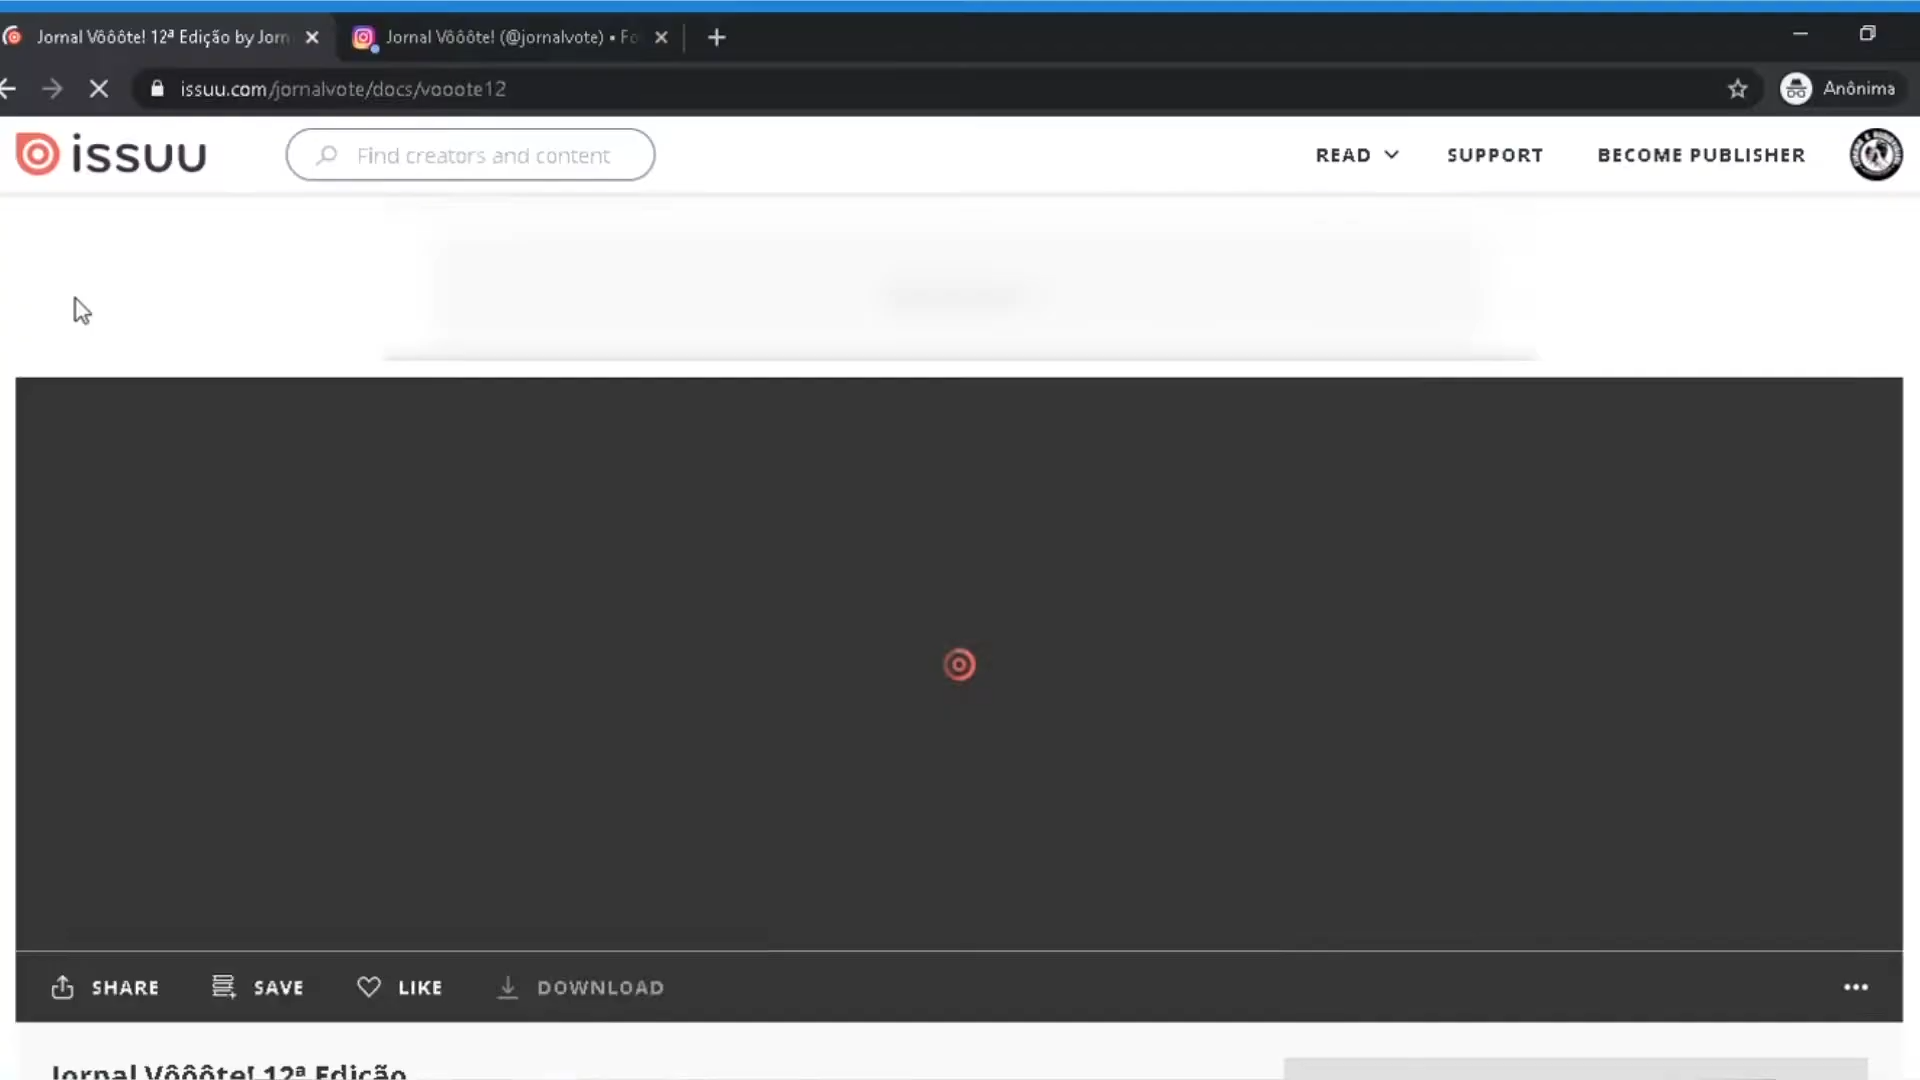 Jornal Vôôôte! 12ª Edição by Jorn
Jornal Vôôôte! (@jornalvote) • Fo
issuu.com/jornalvote/docs/vooote12
Anônima
issuu
Find creators and content
READ
SUPPORT
BECOME PUBLISHER
SHARE
SAVE
LIKE
DOWNLOAD
Jornal Vôôôte! 12ª Edição